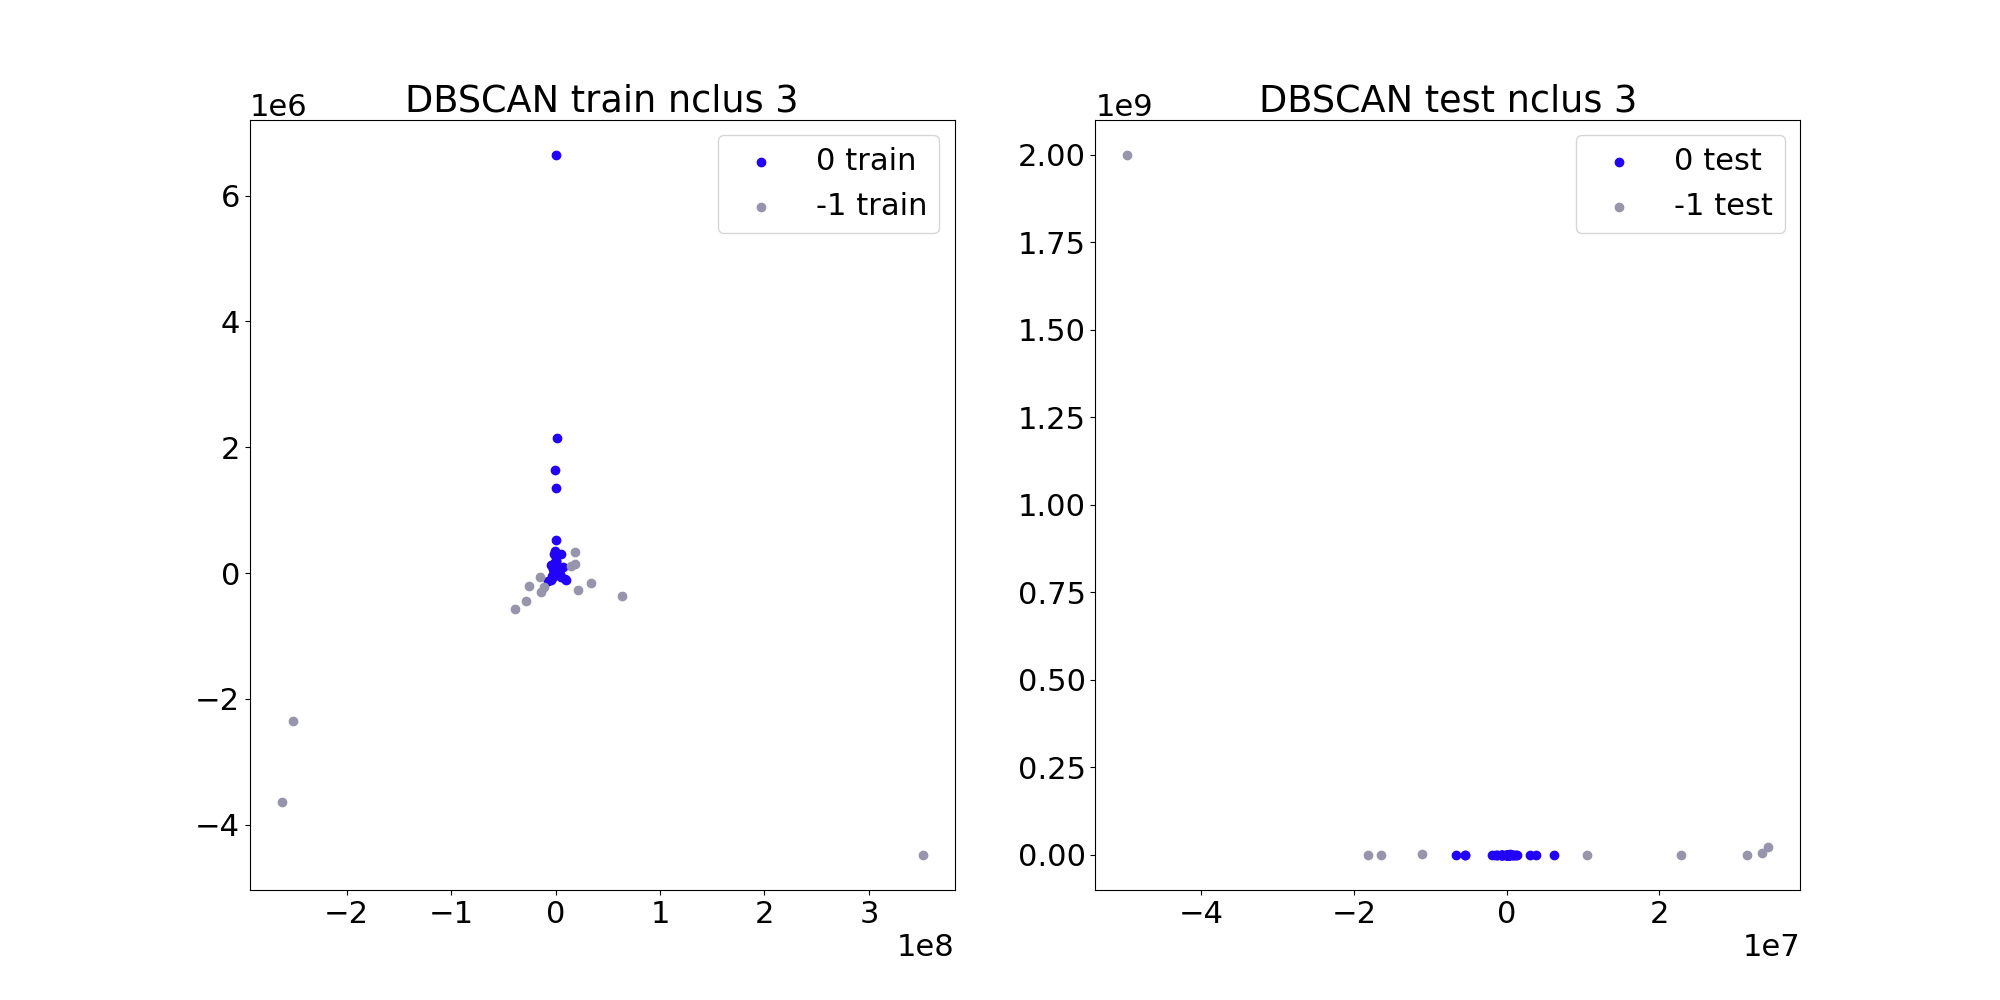 DBSCAN train nclus 3
1e6
0 train
-1 train
6
4
2
0
−2
−4
−2 −1 0 1 2 3
1e8
DBSCAN test nclus 3
1e9
0 test
-1 test
2.00
1.75
1.50
1.25
1.00
0.75
0.50
0.25
0.00
−4 −2 0 2
1e7